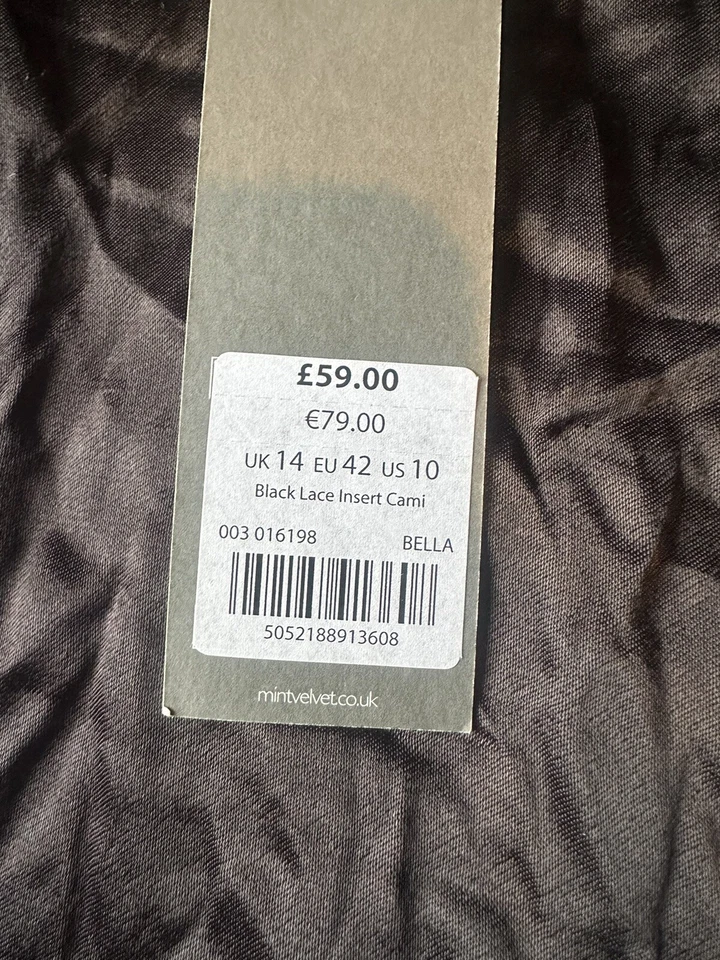 £59.00
€79.00
UK 14 EU 42 US 10
Black Lace Insert Cami
003 016198 BELLA
5052188913608
mintvelvet.co.uk